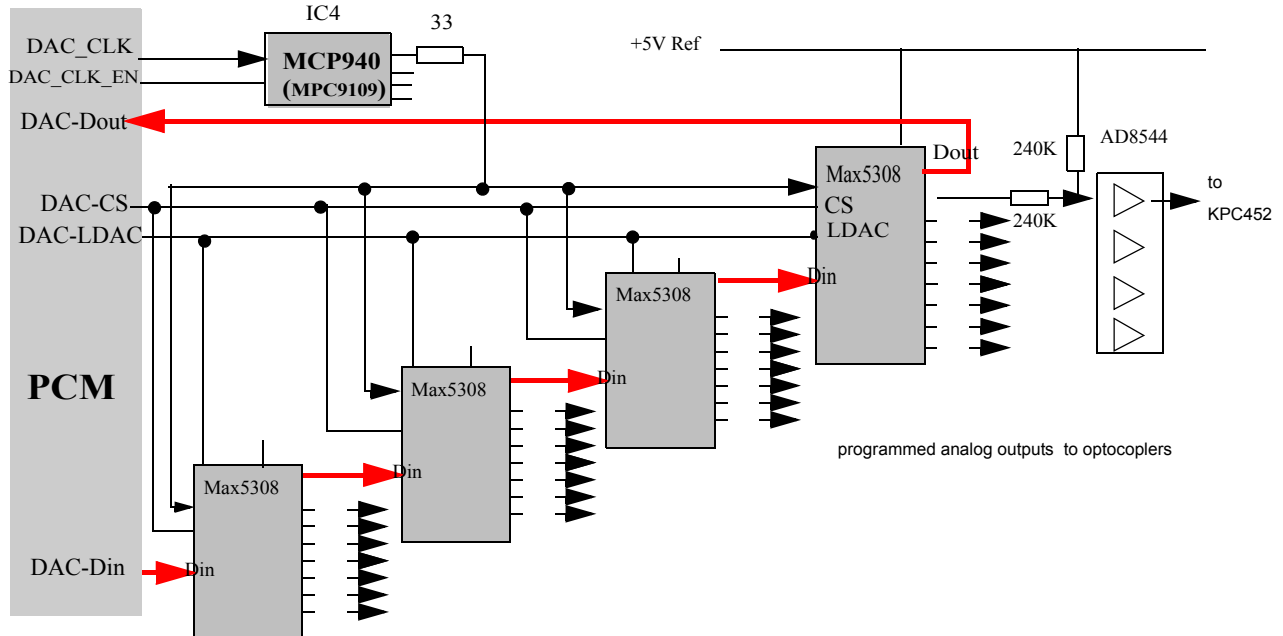 IC4
33
DAC_CLK
MCP940
(MPC9109)
+5V Ref
DAC_CLK_EN
DAC-Dout
Dout
240K
AD8544
Max5308
to
KPC452
DAC-CS
CS
240K
DAC-LDAC
LDAC
Din
Max5308
PCM
Din
Max5308
programmed analog outputs to optocoplers
Din
Max5308
DAC-Din
Din